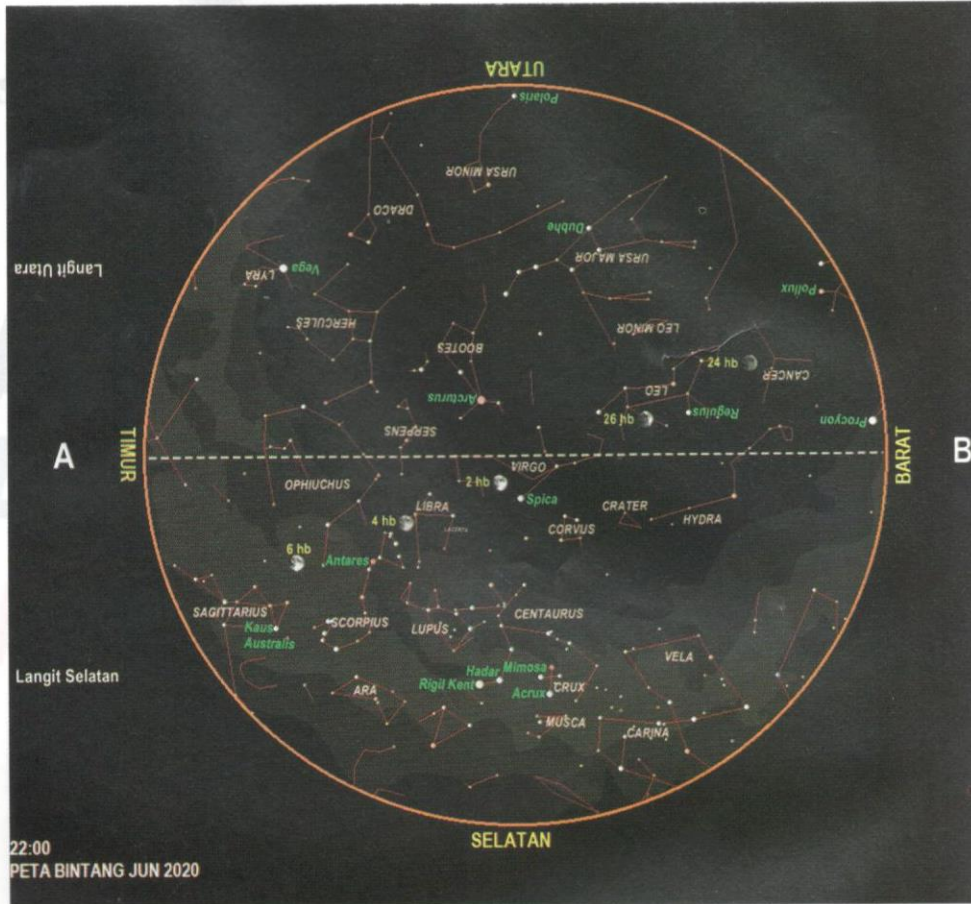 UTARA
Polaris
URSA MINOR
DRACO
Dubhe
URSA MAJOR
Langit Utara
LYRA
Vega
Pollux
HERCULES
LEO MINOR
BOOTES
24 hb
CANCER
LEO
Arcturus
26 hb
Regulus
Procyon
SERPENS
A
TIMUR
BARAT
B
VIRGO
OPHIUCHUS
2 hb
Spica
LIBRA
CRATER
HYDRA
4 hb
CORVUS
6 hb
Antares
SAGITTARIUS
Kaus
Australis
SCORPIUS
LUPUS
CENTAURUS
VELA
Langit Selatan
Hadar
Mimosa
Rigil Kent
Acrux
CRUX
ARA
MUSCA
CARINA
SELATAN
22:00
PETA BINTANG JUN 2020